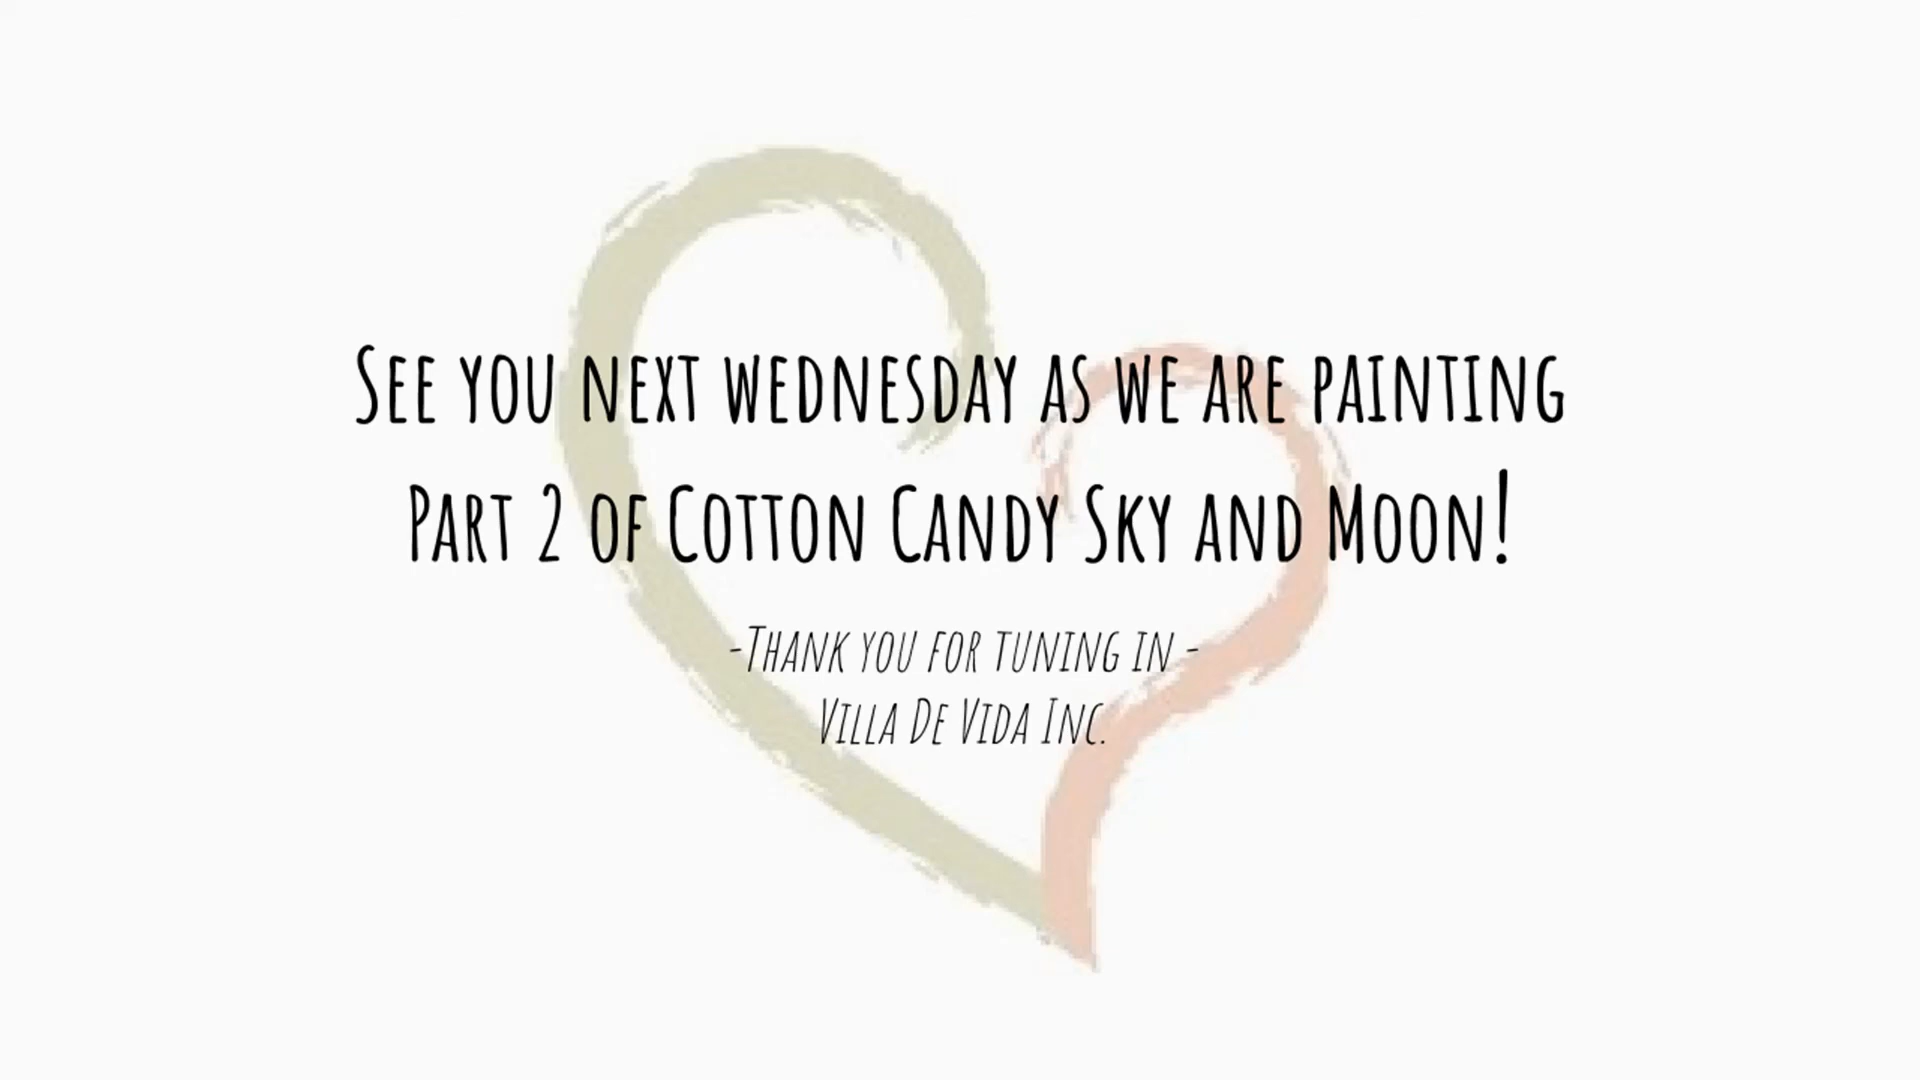 See you next wednesday as we are painting
Part 2 of Cotton Candy Sky and Moon!
-Thank you for tuning in -
Villa De Vida Inc.